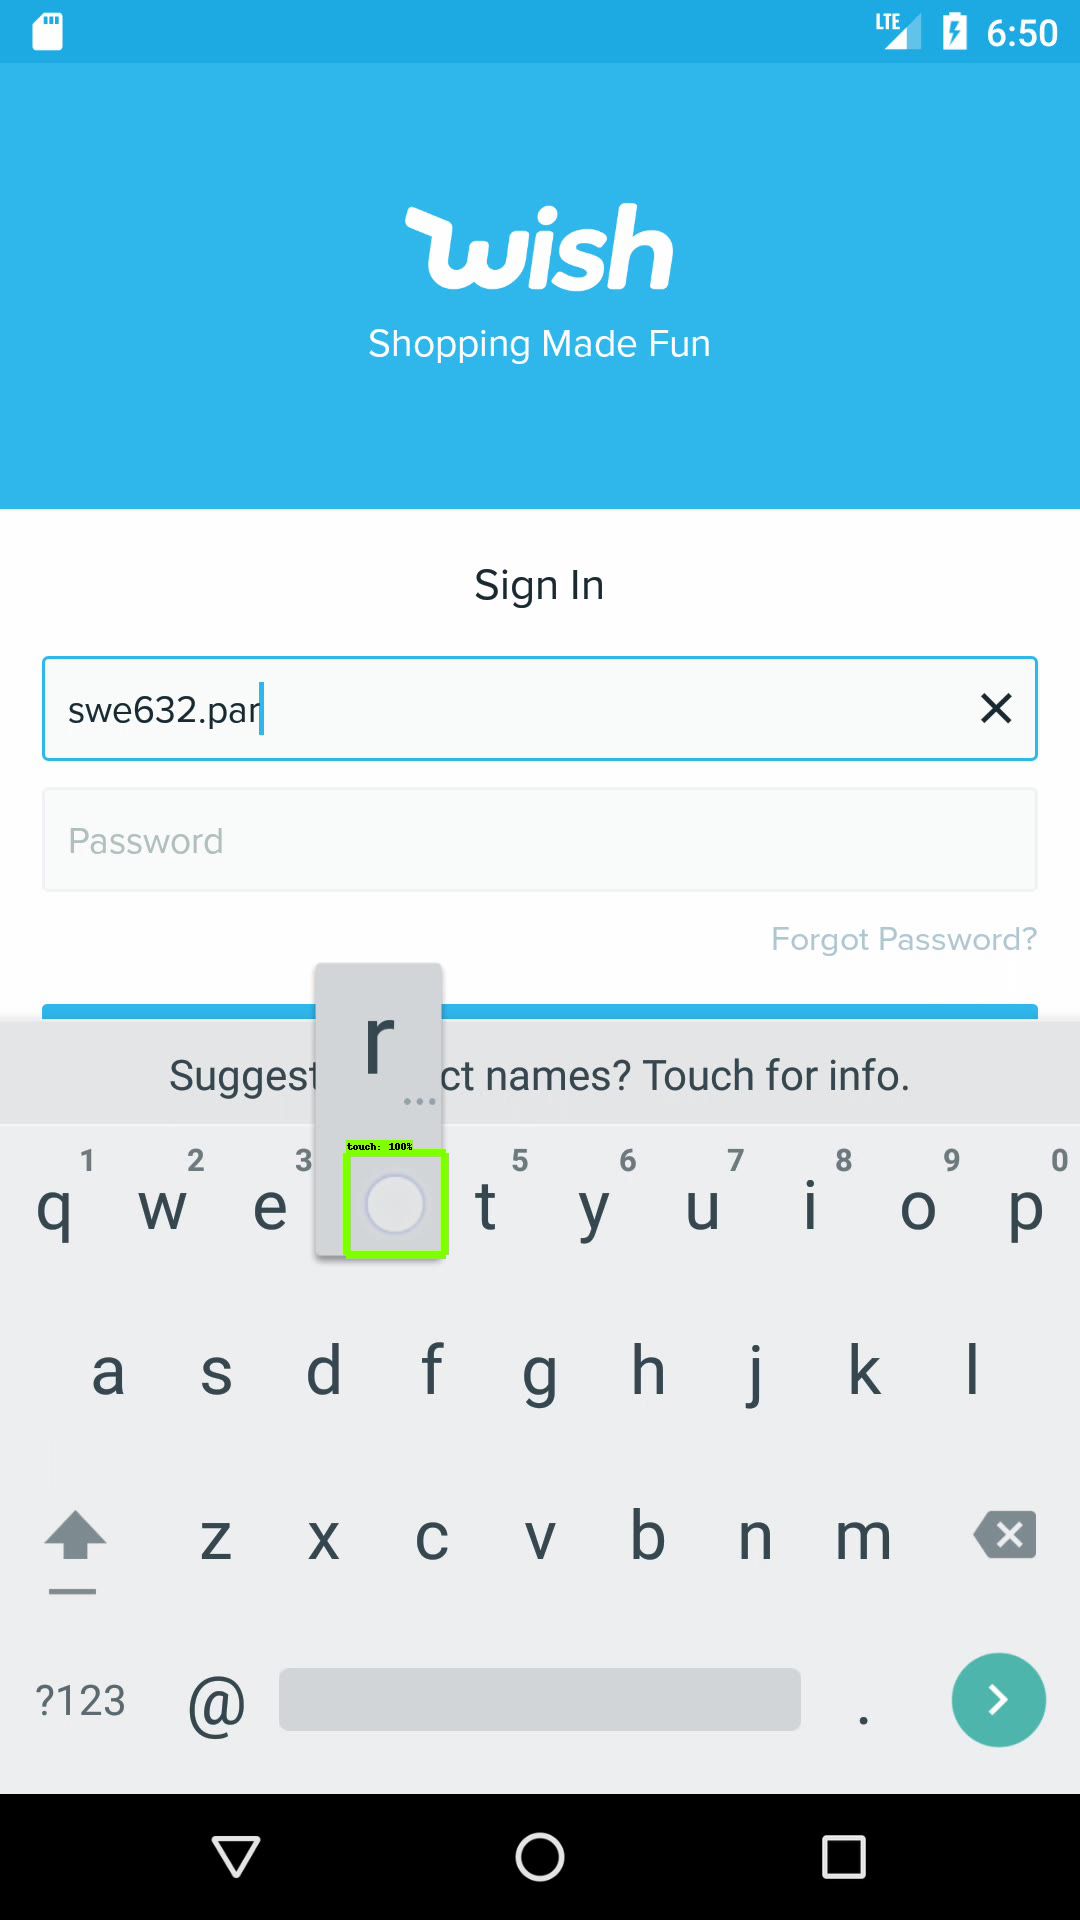 LTE 6:50
wish
Shopping Made Fun
Sign In
swe632.par
Password
Forgot Password?
r
...
Suggest ct names? Touch for info.
touch: 100%
1 2 3 5 6 7 8 9 0
q w e t y u i o p
a s d f g h j k l
z x c v b n m
?123 @ .